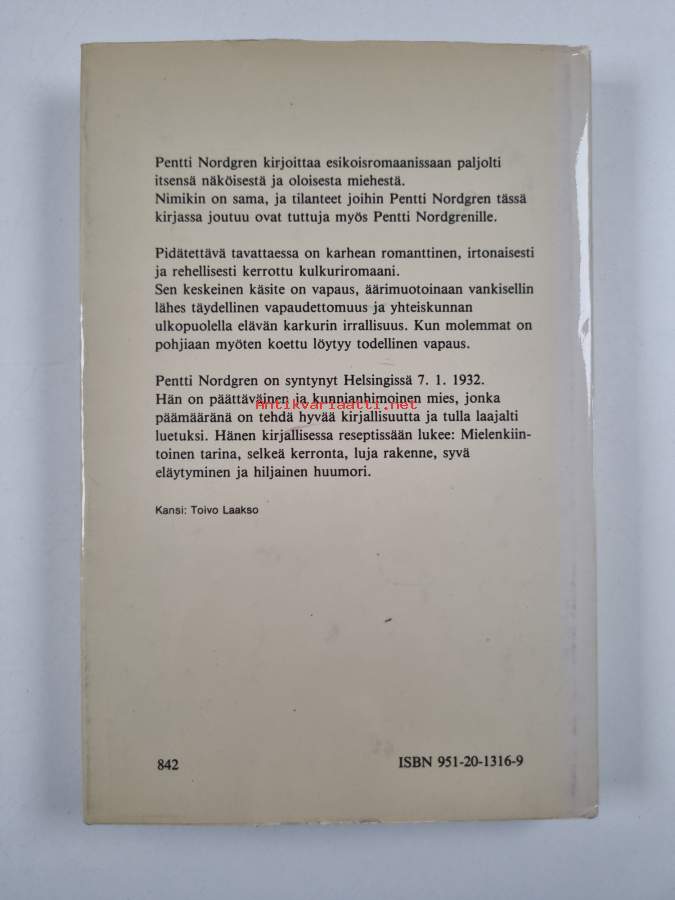 Pentti Nordgren kirjoittaa esikoisromaanissaan paljolti
itsensä näköisestä ja oloisesta miehestä.
Nimikin on sama, ja tilanteet joihin Pentti Nordgren tässä
kirjassa joutuu ovat tuttuja myös Pentti Nordgrenille.
Pidätettävä tavattaessa on karhean romanttinen, irtonaisesti
ja rehellisesti kerrottu kulkuriromaani.
Sen keskeinen käsite on vapaus, äärimuotoinaan vankisellin
lähes täydellinen vapaudettomuus ja yhteiskunnan
ulkopuolella elävän karkurin irrallisuus. Kun molemmat on
pohjiaan myöten koettu löytyy todellinen vapaus.
Pentti Nordgren on syntynyt Helsingissä 7. 1. 1932.
Hän on päättäväinen ja kunnianhimoinen mies, jonka
Antikvariaatti.net
päämääränä on tehdä hyvää kirjallisuutta ja tulla laajalti
luetuksi. Hänen kirjallisessa reseptissään lukee: Mielenkiin-
toinen tarina, selkeä kerronta, luja rakenne, syvä
eläytyminen ja hiljainen huumori.
Kansi: Toivo Laakso
842
ISBN 951-20-1316-9